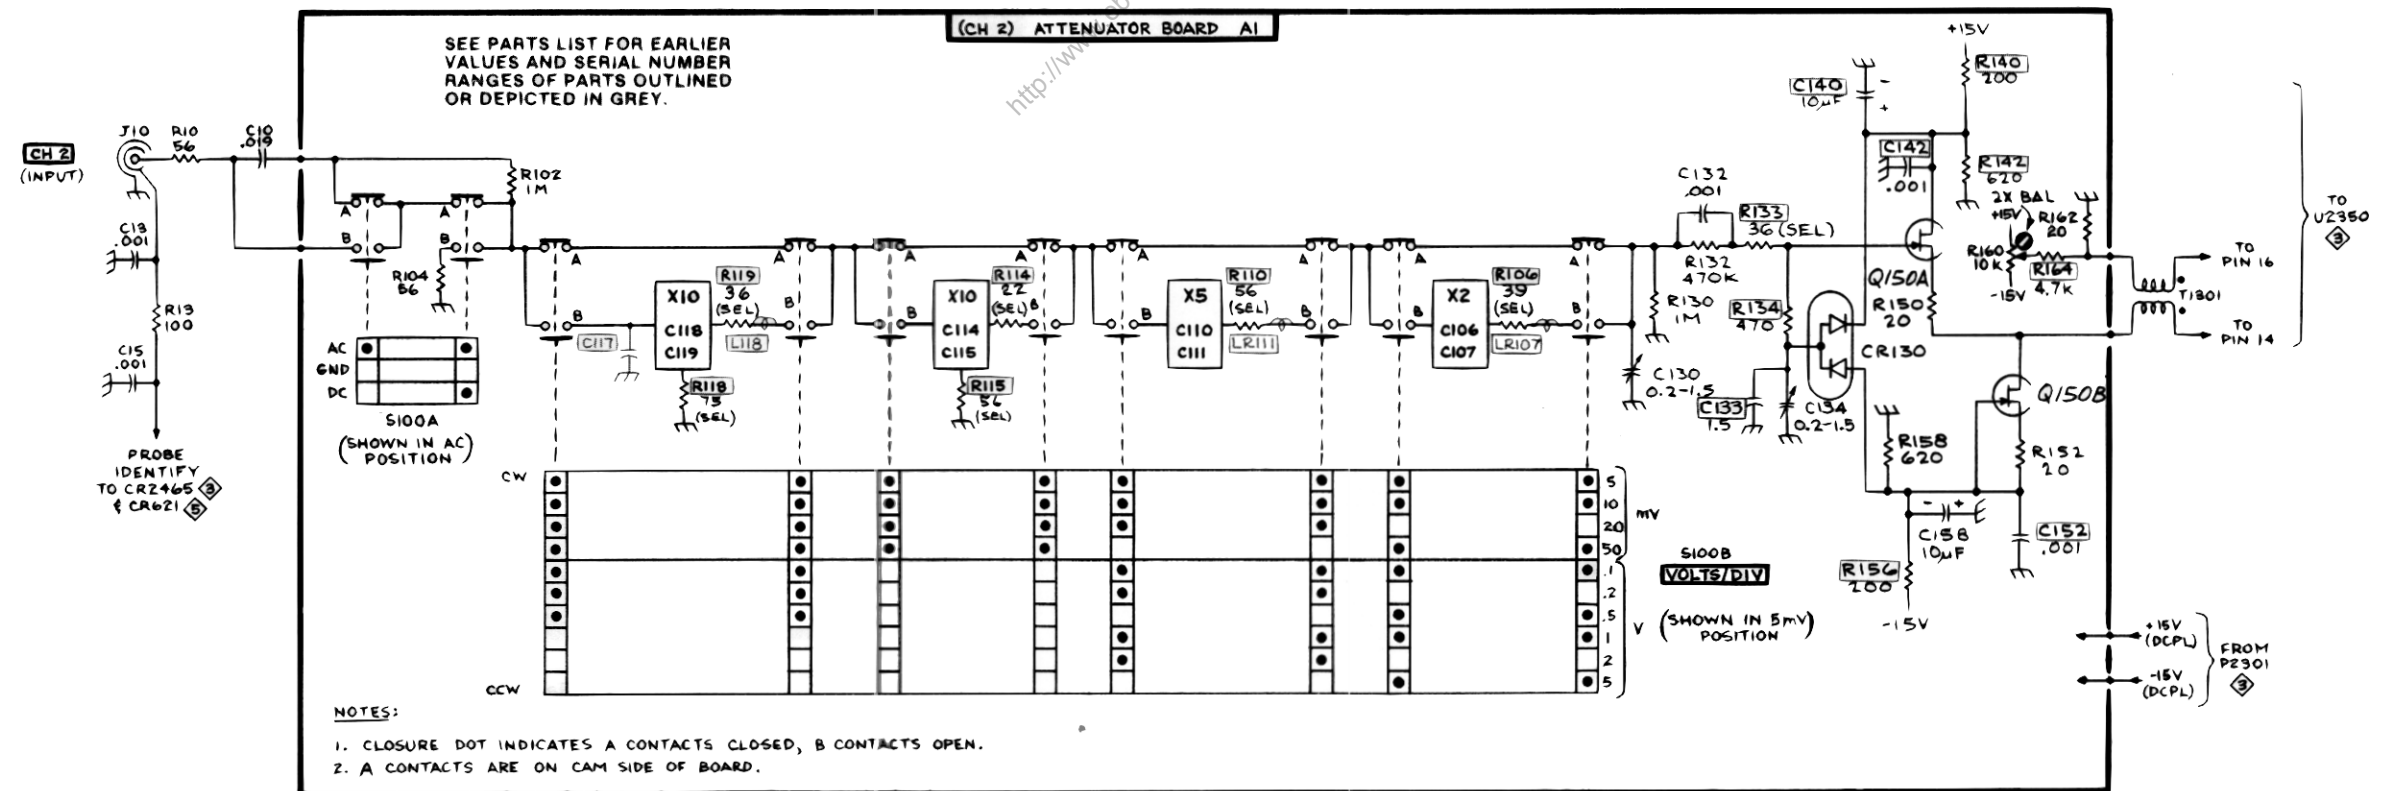 (CH 2) ATTENUATOR BOARD A1
SEE PARTS LIST FOR EARLIER
VALUES AND SERIAL NUMBER
RANGES OF PARTS OUTLINED
OR DEPICTED IN GREY.
http://www.
CH 2
(INPUT)
J10
R10
56
C10
.019
C13
.001
R13
100
C15
.001
PROBE
IDENTIFY
TO CR2465 3
& CR621 5
A
B
A
B
R102
1M
R104
56
AC
GND
DC
S100A
(SHOWN IN AC
POSITION)
A
B
C117
X10
C118
C119
R119
36
(SEL)
L118
R118
75
(SEL)
A
B
A
B
X10
C114
C115
R114
22
(SEL)
R115
56
(SEL)
A
B
A
B
X5
C110
C111
R110
56
(SEL)
LR111
A
B
A
B
X2
C106
C107
R106
39
(SEL)
LR107
A
B
C132
.001
R132
470K
R133
36 (SEL)
R130
1M
C130
0.2-1.5
R134
470
C133
1.5
C134
0.2-1.5
CR130
+15V
R140
200
C140
10µF
-
+
C142
.001
R142
620
2X BAL
+15V
R160
10K
-15V
R162
20
R164
4.7K
Q150A
R150
20
Q150B
R152
20
R158
620
- +
C158
10µF
C152
.001
R156
200
-15V
T1301
TO
PIN 16
TO
PIN 14
TO
U2350
3
+15V
(DCPL)
-15V
(DCPL)
FROM
P2301
3
CW
CCW
5
10
20
50
mV
.1
.2
.5
1
2
5
V
S100B
VOLTS/DIV
(SHOWN IN 5mV
POSITION)
NOTES:
1. CLOSURE DOT INDICATES A CONTACTS CLOSED, B CONTACTS OPEN.
2. A CONTACTS ARE ON CAM SIDE OF BOARD.